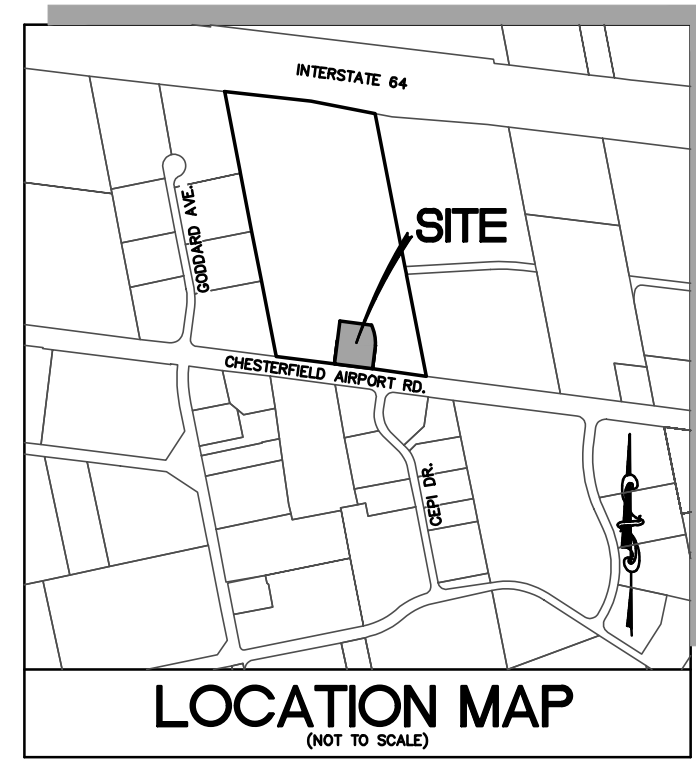 INTERSTATE 64
SITE
GODDARD AVE.
CHESTERFIELD AIRPORT RD.
CEPI DR.
LOCATION MAP
(NOT TO SCALE)